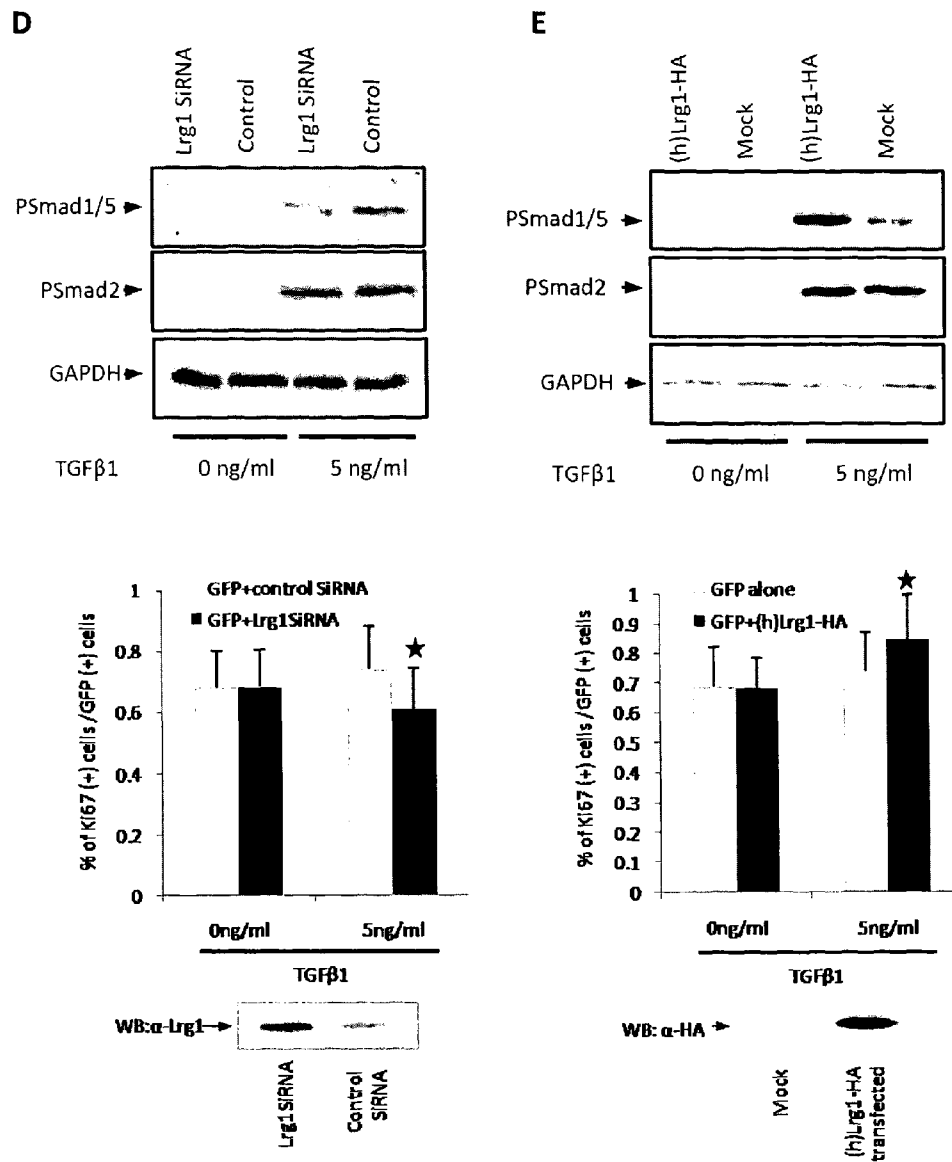 D
Lrg1 SiRNA
Control
Lrg1 SiRNA
Control
PSmad1/5
PSmad2
GAPDH
TGFβ1 0 ng/ml 5 ng/ml
E
(h)Lrg1-HA
Mock
(h)Lrg1-HA
Mock
PSmad1/5
PSmad2
GAPDH
TGFβ1 0 ng/ml 5 ng/ml
% of Ki67 (+) cells /GFP (+) cells
1
0.8
0.6
0.4
0.2
0
GFP+control SiRNA
GFP+Lrg1SiRNA
0ng/ml 5ng/ml
TGFβ1
WB:α-Lrg1
Lrg1SiRNA
Control
SiRNA
% of Ki67 (+) cells /GFP (+) cells
1
0.9
0.8
0.7
0.6
0.5
0.4
0.3
0.2
0.1
0
GFP alone
GFP+(h)Lrg1-HA
0ng/ml 5ng/ml
TGFβ1
WB: α-HA
Mock
(h)Lrg1-HA
transfected